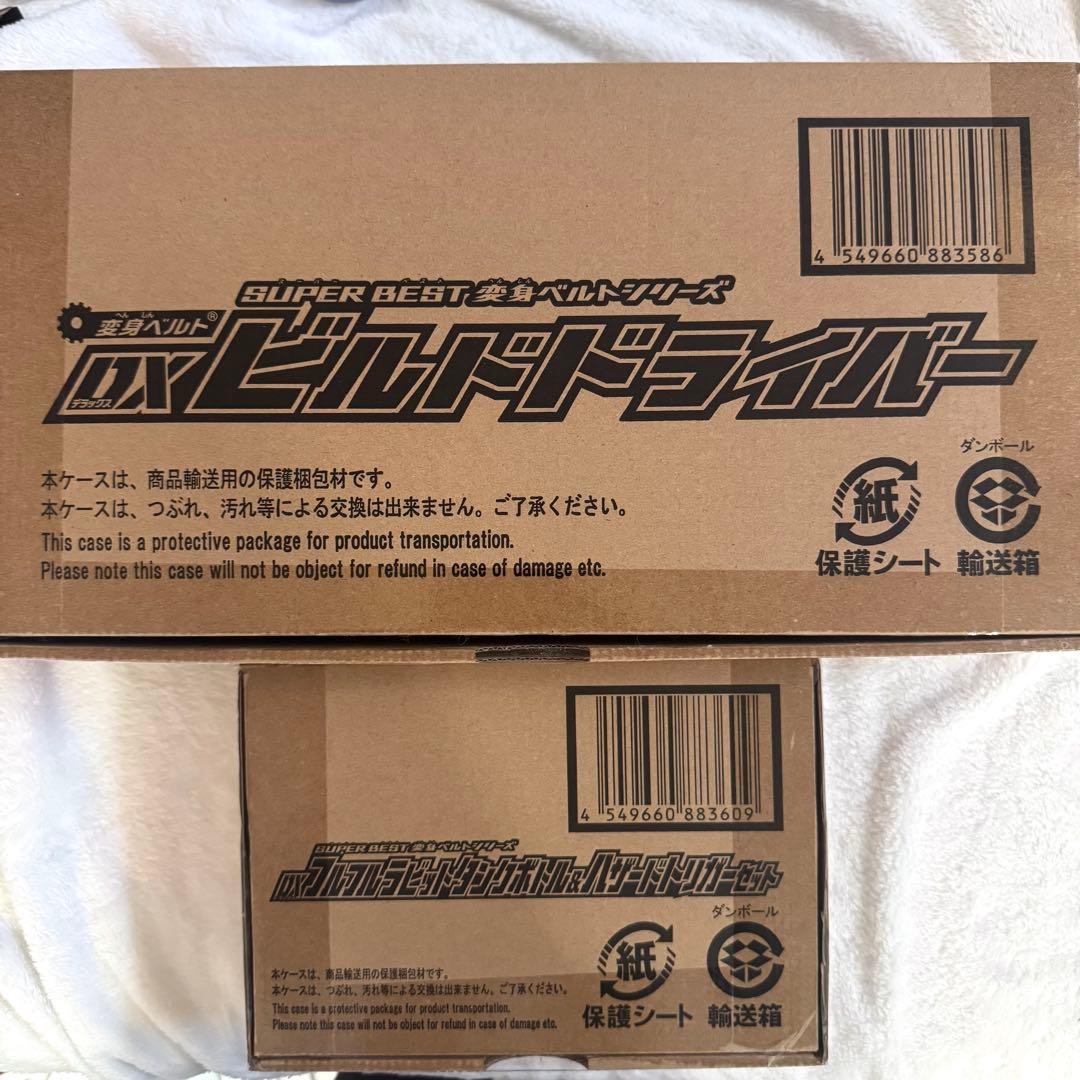 4 549660 883586
SUPER BEST 変身ベルトシリーズ
変身ベルト®
DX ビルドドライバー
デラックス
ダンボール
本ケースは、商品輸送用の保護梱包材です。
本ケースは、つぶれ、汚れ等による交換は出来ません。ご了承ください。
This case is a protective package for product transportation.
Please note this case will not be object for refund in case of damage etc.
紙
保護シート 輸送箱
4 549660 883609
SUPER BEST 変身ベルトシリーズ
DX フルフルラビットタンクボトル&ハザードトリガーセット
ダンボール
紙
本ケースは、商品輸送用の保護梱包材です。
本ケースは、つぶれ、汚れ等による交換は出来ません。ご了承ください。
This case is a protective package for product transportation.
Please note this case will not be object for refund in case of damage etc.
保護シート 輸送箱